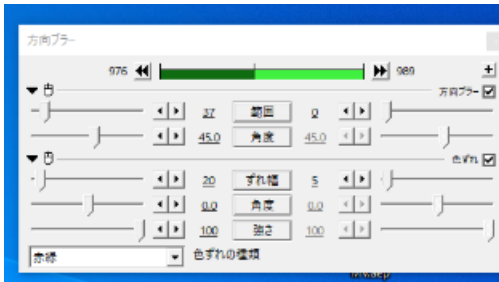 方向ブラー
976 989
方向ブラー
37 範囲 0
45.0 角度 45.0
色ずれ
20 ずれ幅 5
0.0 角度 0.0
100 強さ 100
赤緑 色ずれの種類